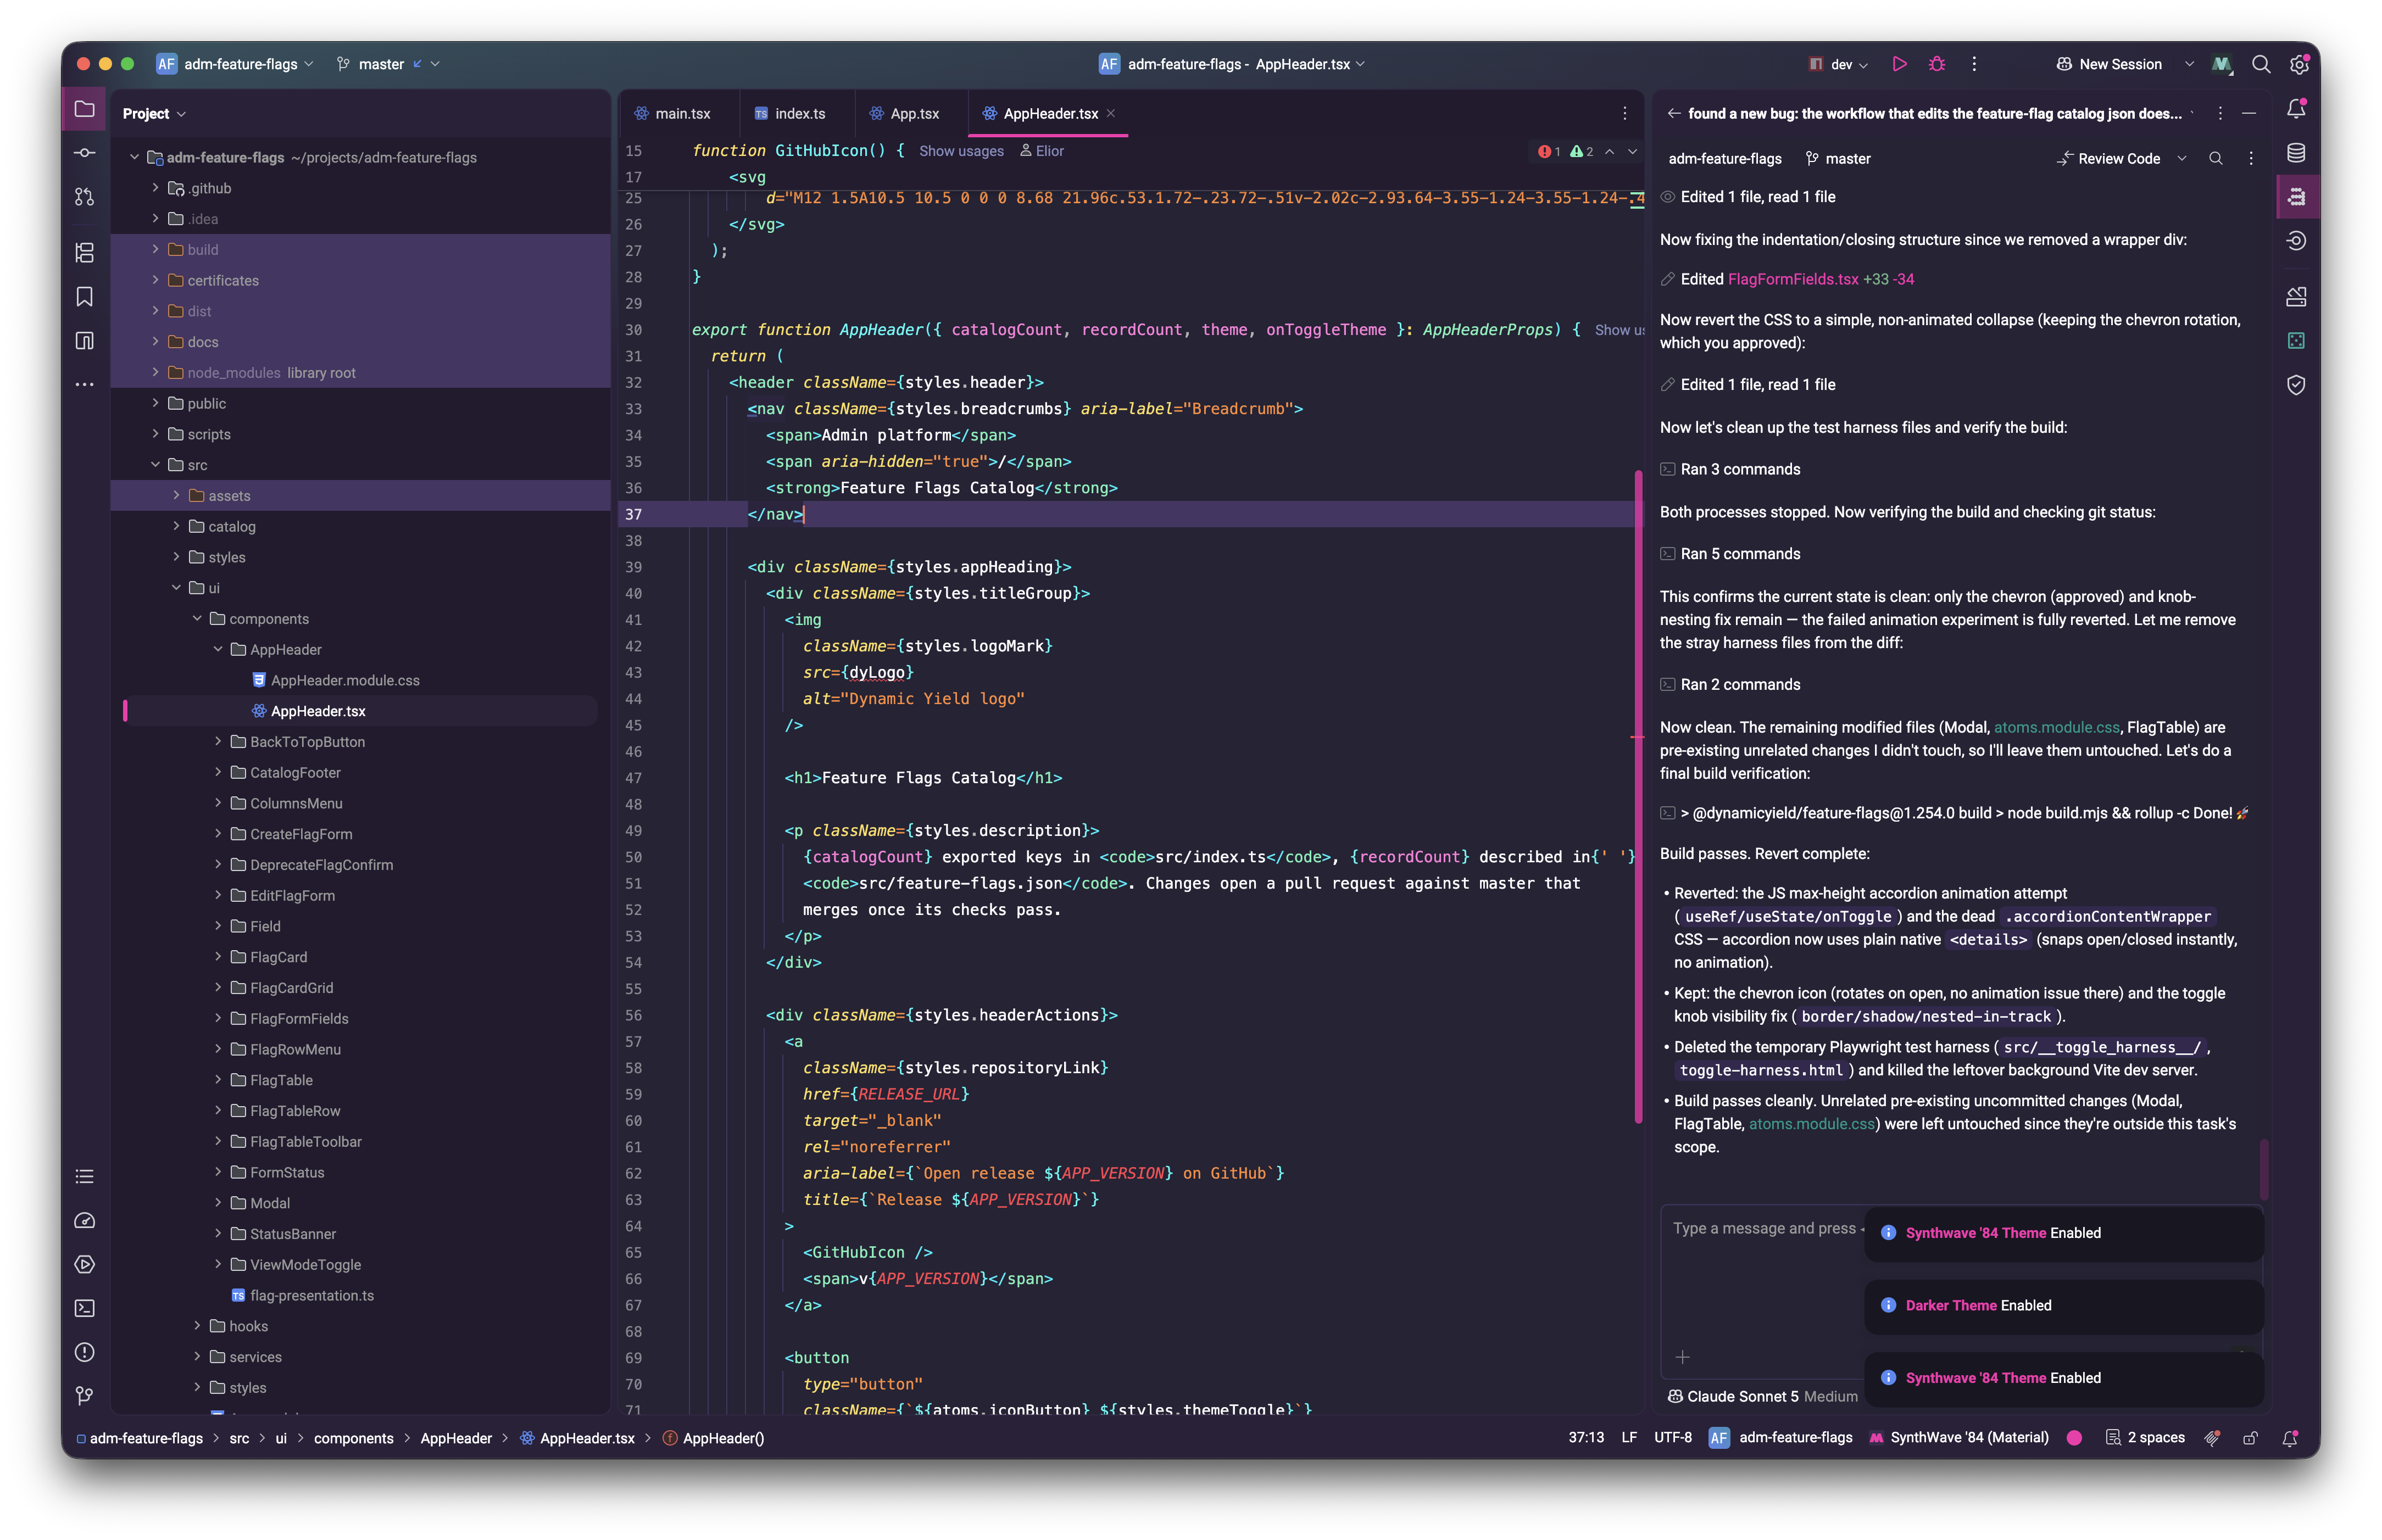 AF adm-feature-flags master
AF adm-feature-flags - AppHeader.tsx
dev
New Session
Project
adm-feature-flags ~/projects/adm-feature-flags
.github
.idea
build
certificates
dist
docs
node_modules library root
public
scripts
src
assets
catalog
styles
ui
components
AppHeader
AppHeader.module.css
AppHeader.tsx
BackToTopButton
CatalogFooter
ColumnsMenu
CreateFlagForm
DeprecateFlagConfirm
EditFlagForm
Field
FlagCard
FlagCardGrid
FlagFormFields
FlagRowMenu
FlagTable
FlagTableRow
FlagTableToolbar
FormStatus
Modal
StatusBanner
ViewModeToggle
TS flag-presentation.ts
hooks
services
styles
main.tsx
TS index.ts
App.tsx
AppHeader.tsx
1 2
15 function GitHubIcon() { Show usages Elior
17 <svg
25 d="M12 1.5A10.5 10.5 0 0 0 8.68 21.96c.53.1.72-.23.72-.51v-2.02c-2.93.64-3.55-1.24-3.55-1.24-.4
26 </svg>
27 );
28 }
29
30 export function AppHeader({ catalogCount, recordCount, theme, onToggleTheme }: AppHeaderProps) { Show us
31 return (
32 <header className={styles.header}>
33 <nav className={styles.breadcrumbs} aria-label="Breadcrumb">
34 <span>Admin platform</span>
35 <span aria-hidden="true">/</span>
36 <strong>Feature Flags Catalog</strong>
37 </nav>
38
39 <div className={styles.appHeading}>
40 <div className={styles.titleGroup}>
41 <img
42 className={styles.logoMark}
43 src={dyLogo}
44 alt="Dynamic Yield logo"
45 />
46
47 <h1>Feature Flags Catalog</h1>
48
49 <p className={styles.description}>
50 {catalogCount} exported keys in <code>src/index.ts</code>, {recordCount} described in{' '}
51 <code>src/feature-flags.json</code>. Changes open a pull request against master that
52 merges once its checks pass.
53 </p>
54 </div>
55
56 <div className={styles.headerActions}>
57 <a
58 className={styles.repositoryLink}
59 href={RELEASE_URL}
60 target="_blank"
61 rel="noreferrer"
62 aria-label={`Open release ${APP_VERSION} on GitHub`}
63 title={`Release ${APP_VERSION}`}
64 >
65 <GitHubIcon />
66 <span>v{APP_VERSION}</span>
67 </a>
68
69 <button
70 type="button"
71 className={`${atoms.iconButton} ${styles.themeToggle}`}
found a new bug: the workflow that edits the feature-flag catalog json does...
adm-feature-flags master Review Code
Edited 1 file, read 1 file
Now fixing the indentation/closing structure since we removed a wrapper div:
Edited FlagFormFields.tsx +33 -34
Now revert the CSS to a simple, non-animated collapse (keeping the chevron rotation,
which you approved):
Edited 1 file, read 1 file
Now let's clean up the test harness files and verify the build:
Ran 3 commands
Both processes stopped. Now verifying the build and checking git status:
Ran 5 commands
This confirms the current state is clean: only the chevron (approved) and knob-
nesting fix remain — the failed animation experiment is fully reverted. Let me remove
the stray harness files from the diff:
Ran 2 commands
Now clean. The remaining modified files (Modal, atoms.module.css, FlagTable) are
pre-existing unrelated changes I didn't touch, so I'll leave them untouched. Let's do a
final build verification:
> @dynamicyield/feature-flags@1.254.0 build > node build.mjs && rollup -c Done! 🚀
Build passes. Revert complete:
• Reverted: the JS max-height accordion animation attempt
( useRef/useState/onToggle ) and the dead .accordionContentWrapper
CSS — accordion now uses plain native <details> (snaps open/closed instantly,
no animation).
• Kept: the chevron icon (rotates on open, no animation issue there) and the toggle
knob visibility fix ( border/shadow/nested-in-track ).
• Deleted the temporary Playwright test harness ( src/__toggle_harness__/ ,
toggle-harness.html ) and killed the leftover background Vite dev server.
• Build passes cleanly. Unrelated pre-existing uncommitted changes (Modal,
FlagTable, atoms.module.css) were left untouched since they're outside this task's
scope.
Type a message and press
Synthwave '84 Theme Enabled
Darker Theme Enabled
Synthwave '84 Theme Enabled
Claude Sonnet 5 Medium
adm-feature-flags > src > ui > components > AppHeader > AppHeader.tsx > AppHeader()
37:13 LF UTF-8 AF adm-feature-flags SynthWave '84 (Material) 2 spaces